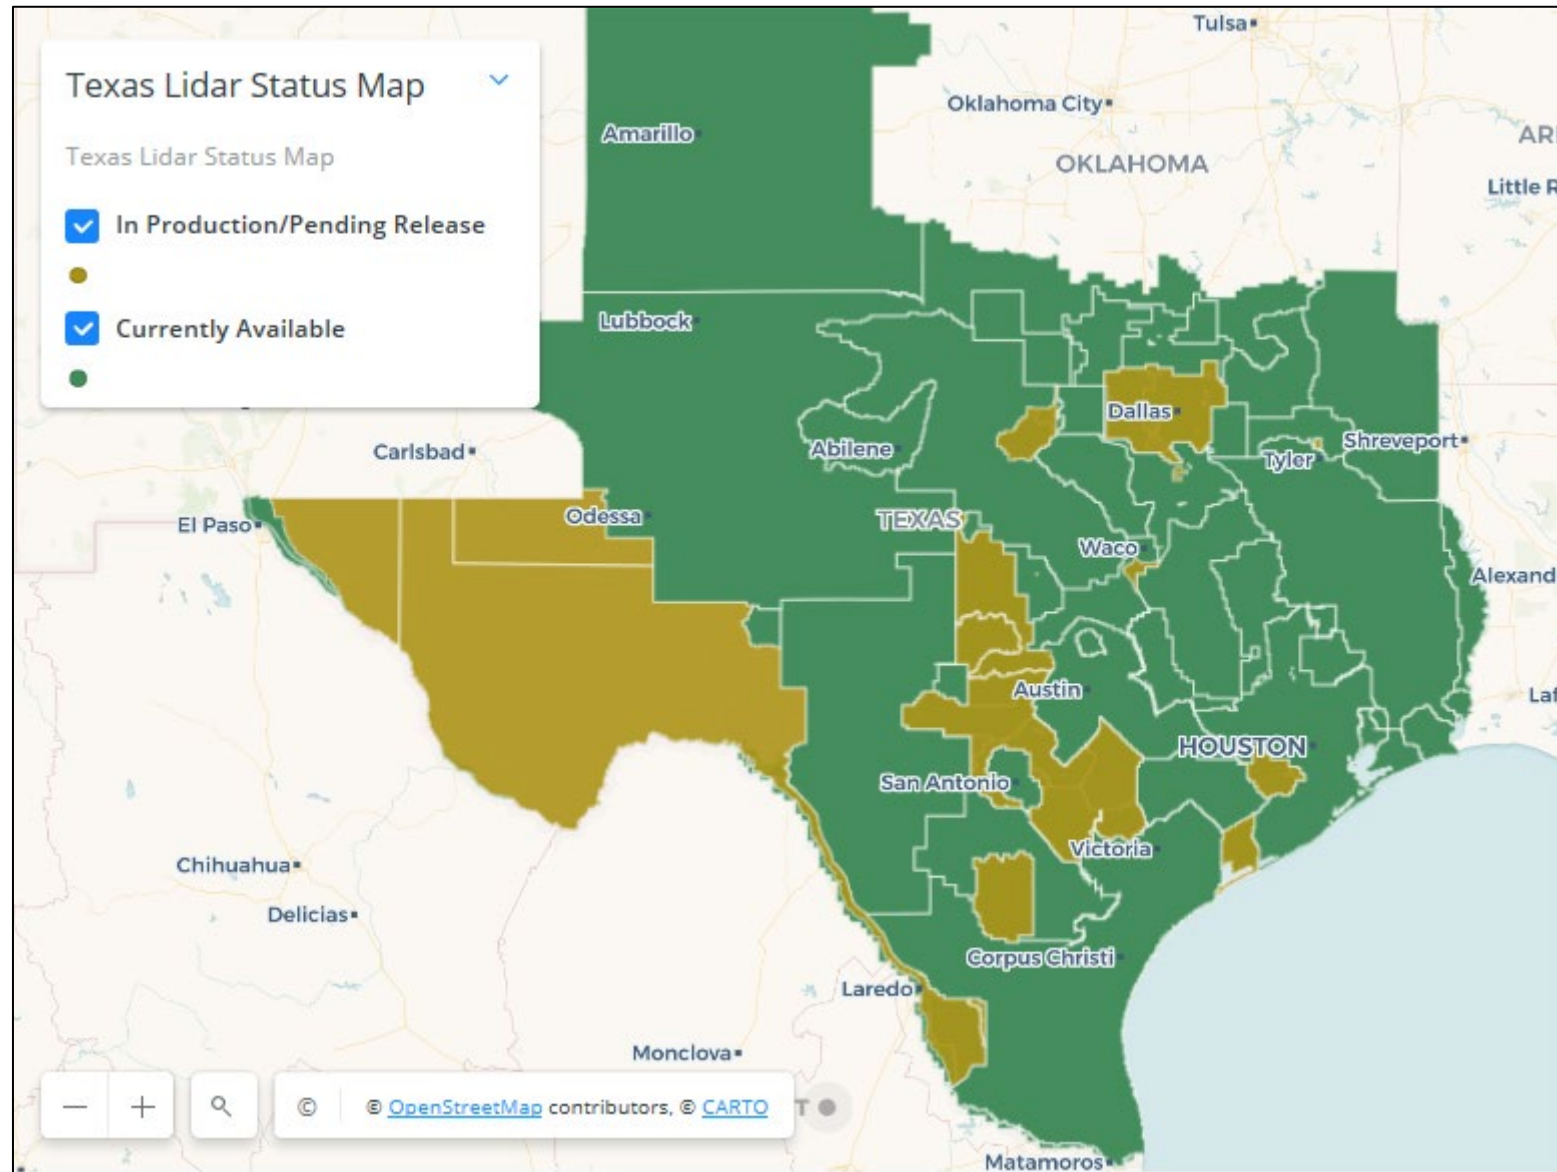 Texas Lidar Status Map
Texas Lidar Status Map
In Production/Pending Release
Currently Available
Tulsa
Oklahoma City
OKLAHOMA
AR
Little R
Amarillo
Lubbock
Carlsbad
Abilene
Dallas
Tyler
Shreveport
El Paso
Odessa
TEXAS
Waco
Alexand
Austin
Laf
HOUSTON
San Antonio
Victoria
Chihuahua
Delicias
Corpus Christi
Laredo
Monclova
Matamoros
© © OpenStreetMap contributors, © CARTO
T